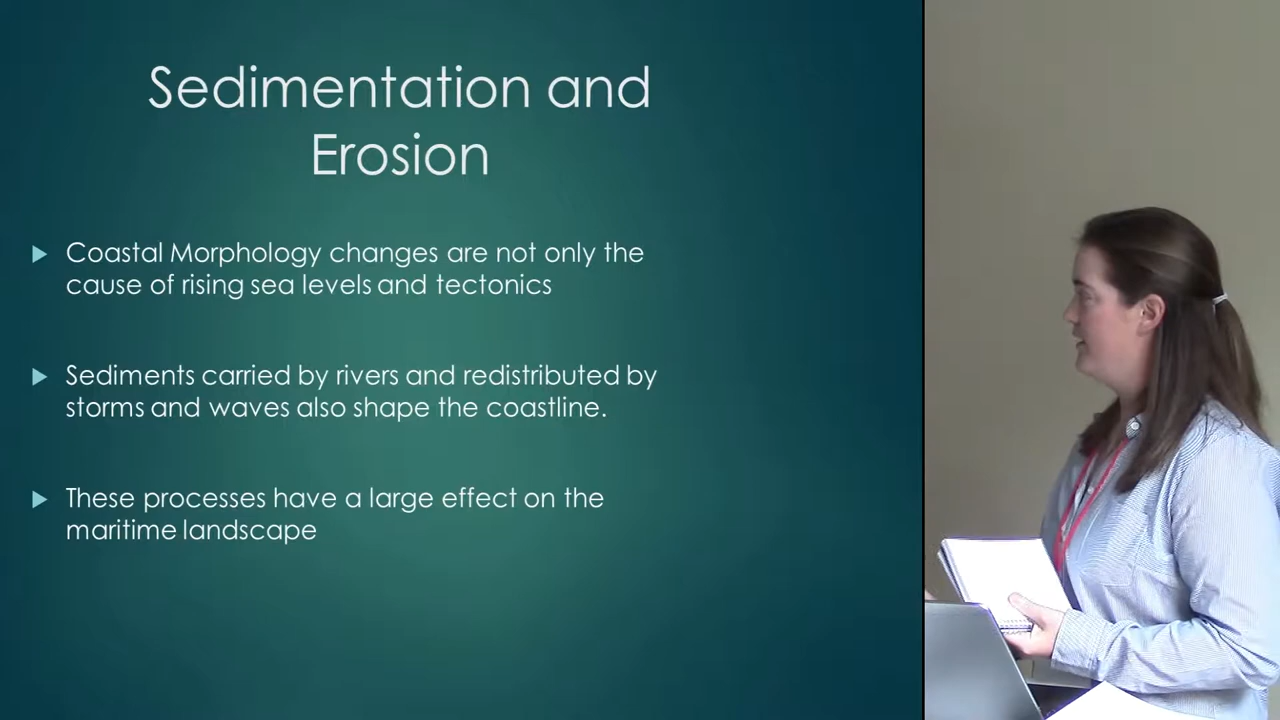 Sedimentation and
Erosion
Coastal Morphology changes are not only the
cause of rising sea levels and tectonics
Sediments carried by rivers and redistributed by
storms and waves also shape the coastline.
These processes have a large effect on the
maritime landscape